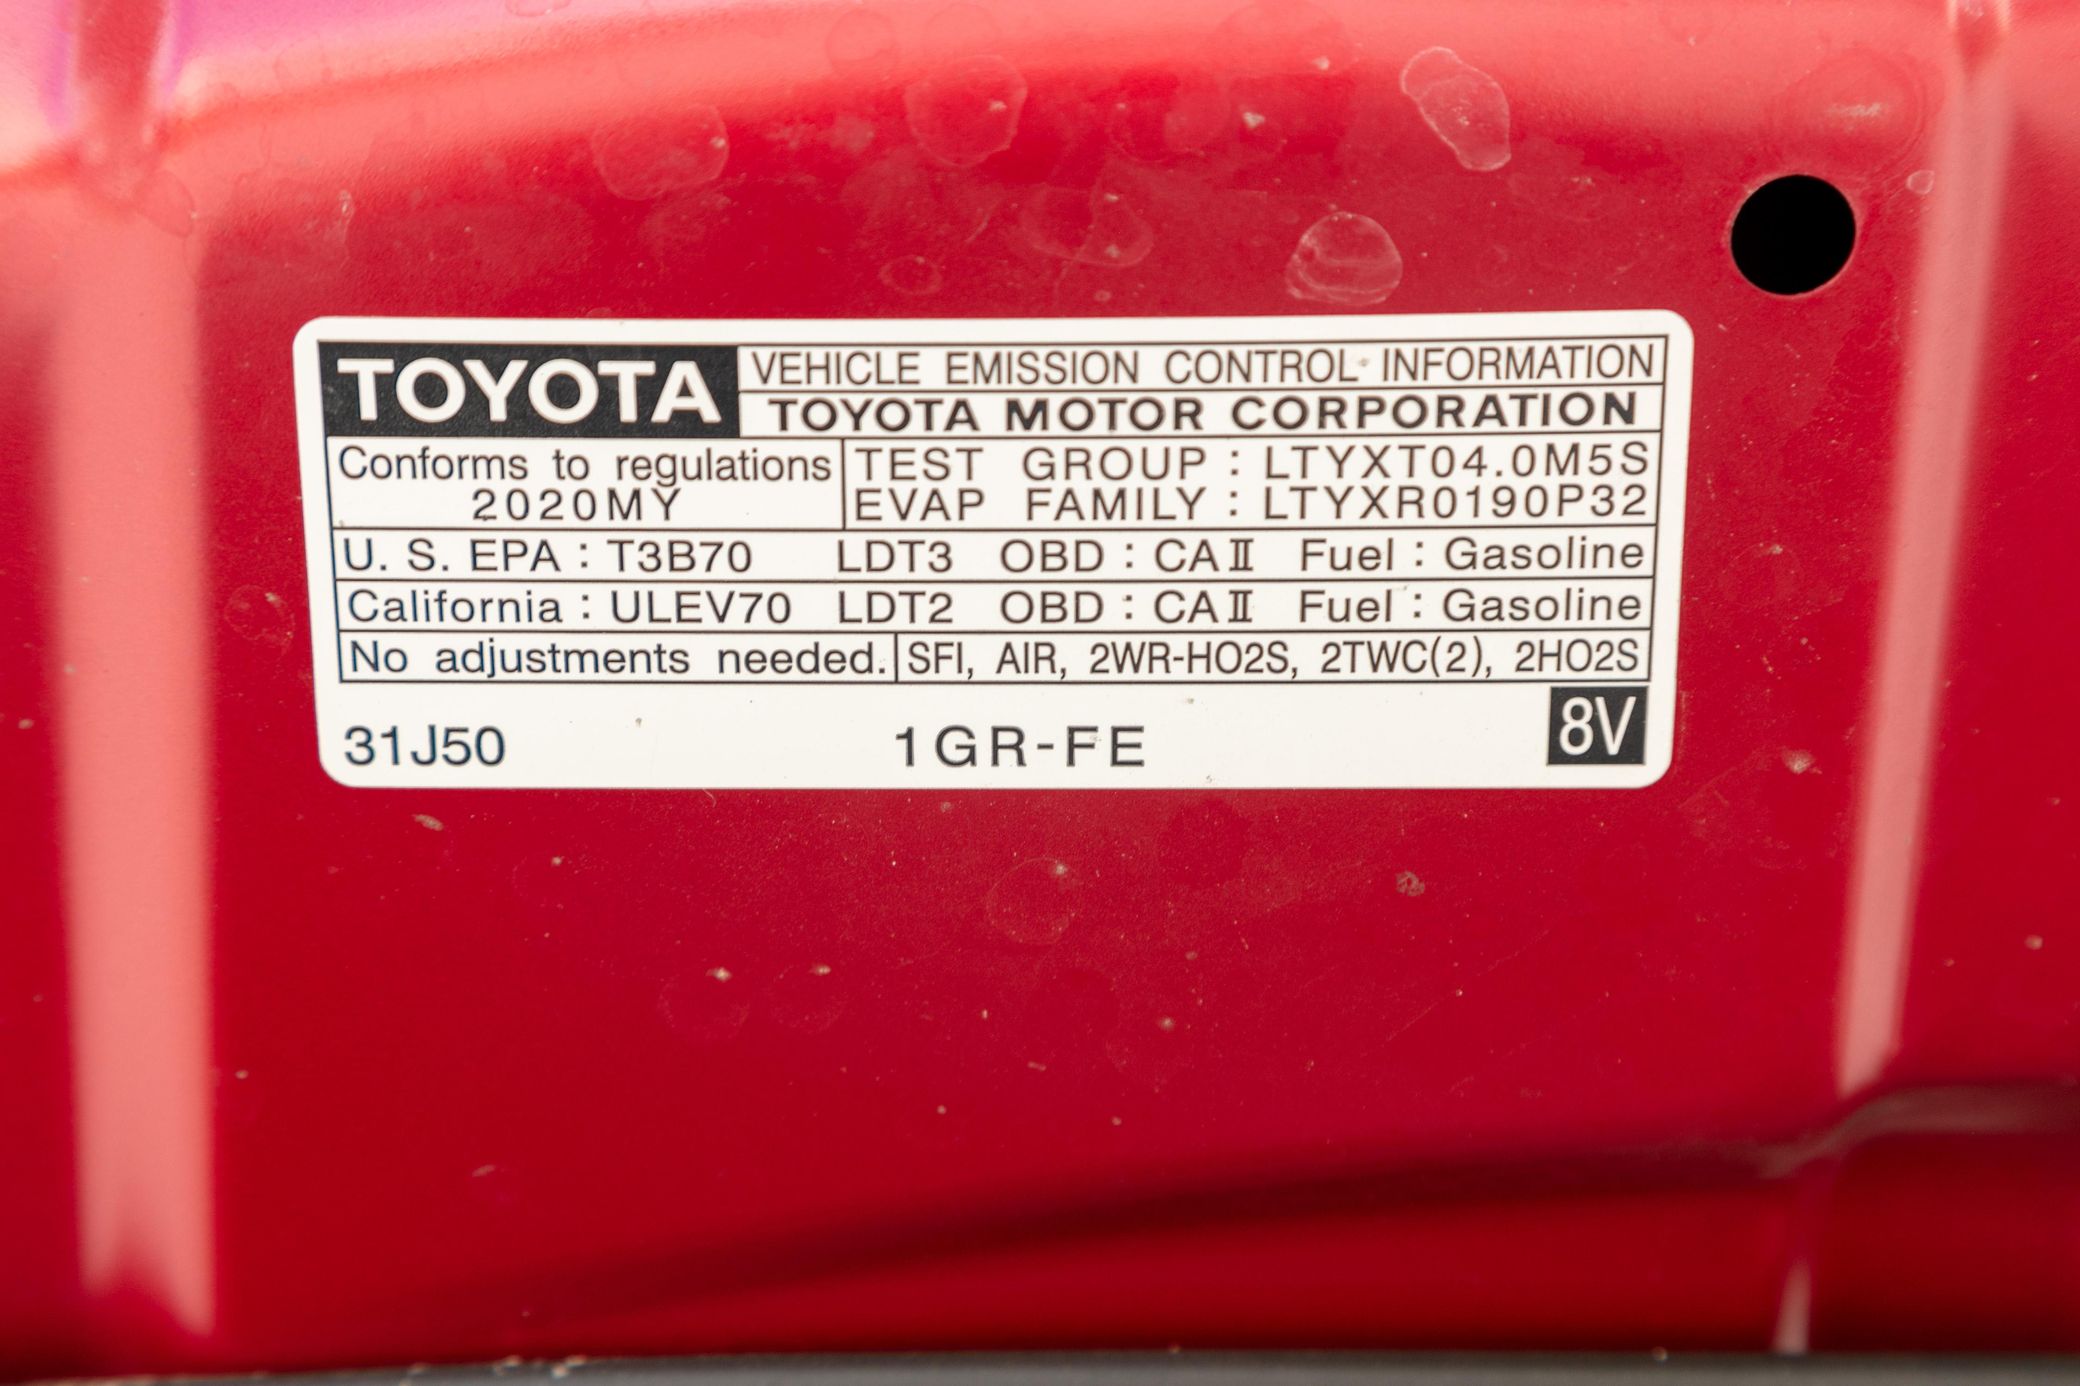 TOYOTA VEHICLE EMISSION CONTROL INFORMATION
TOYOTA MOTOR CORPORATION
Conforms to regulations
2020MY
TEST GROUP : LTYXT04.0M5S
EVAP FAMILY : LTYXR0190P32
U. S. EPA : T3B70 LDT3 OBD : CAⅡ Fuel : Gasoline
California : ULEV70 LDT2 OBD : CAⅡ Fuel : Gasoline
No adjustments needed. SFI, AIR, 2WR-HO2S, 2TWC(2), 2HO2S
31J50 1GR-FE 8V